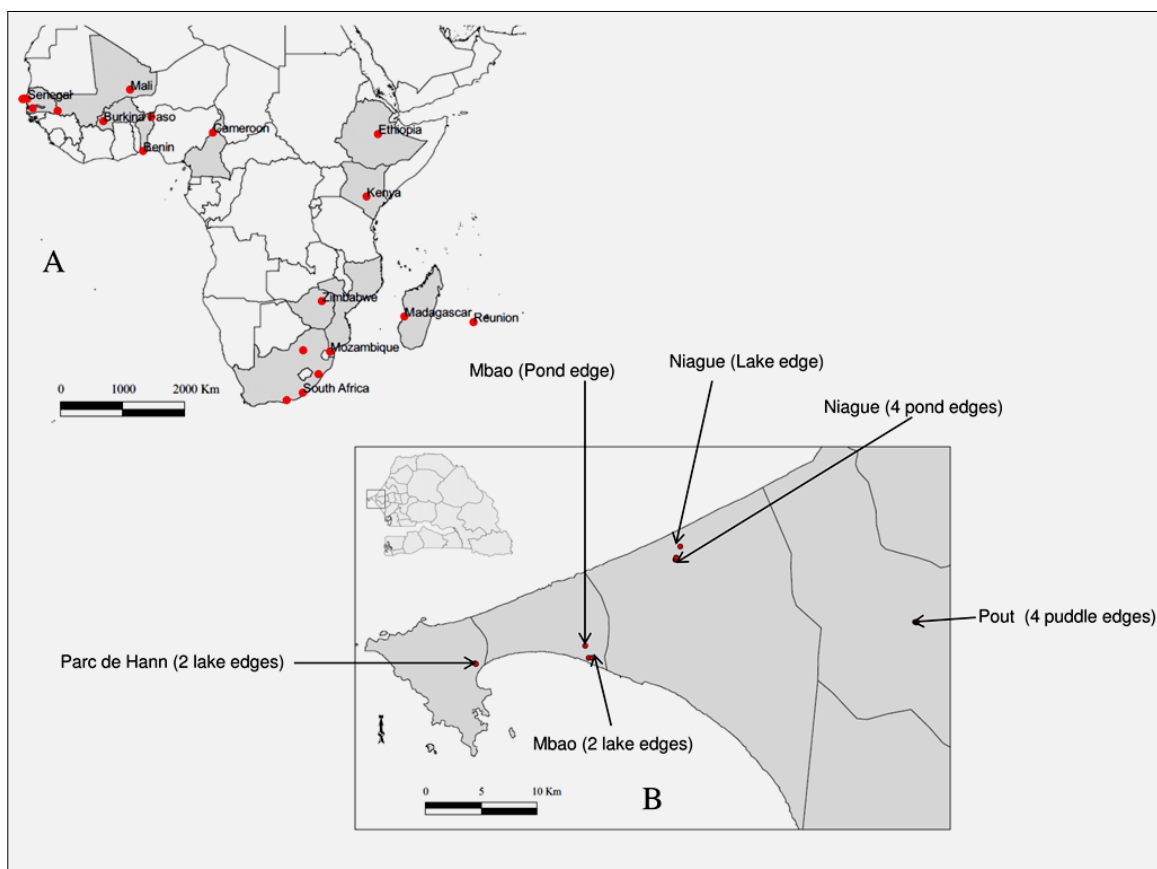 Mali
Senegal
Burkina Faso
Cameroon
Ethiopia
Benin
Kenya
A
Zimbabwe
Madagascar
Reunion
Mozambique
South Africa
0 1000 2000 Km
Mbao (Pond edge)
Niague (Lake edge)
Niague (4 pond edges)
Pout (4 puddle edges)
Parc de Hann (2 lake edges)
Mbao (2 lake edges)
0 5 10 Km
B